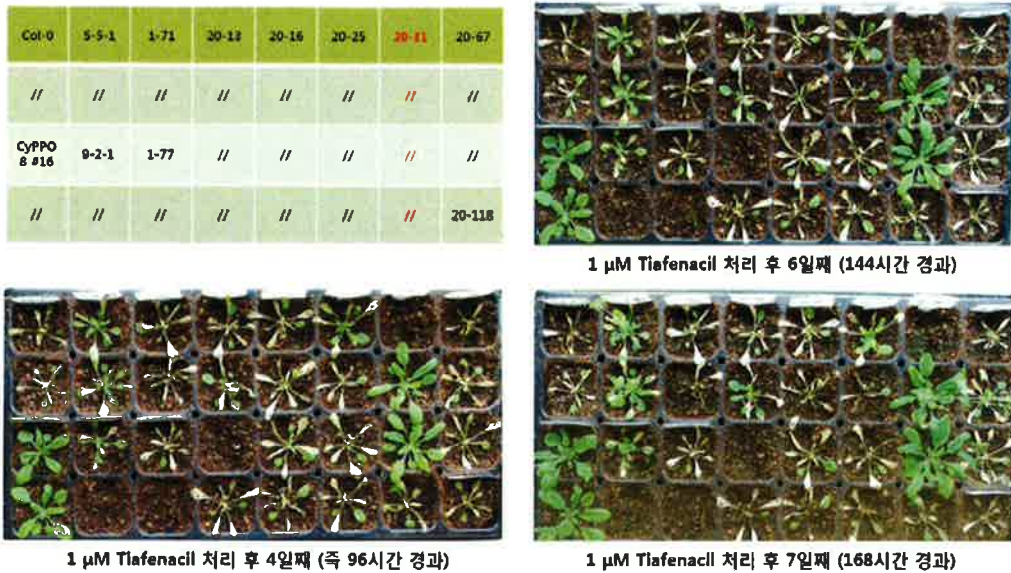 Col-0 5-5-1 1-71 20-13 20-16 20-25 20-31 20-67
// // // // // // // //
CyPPO 8 #16 9-2-1 1-77 // // // // //
// // // // // // // 20-118
1 μM Tiafenacil 처리 후 6일째 (144시간 경과)
1 μM Tiafenacil 처리 후 4일째 (즉 96시간 경과)
1 μM Tiafenacil 처리 후 7일째 (168시간 경과)